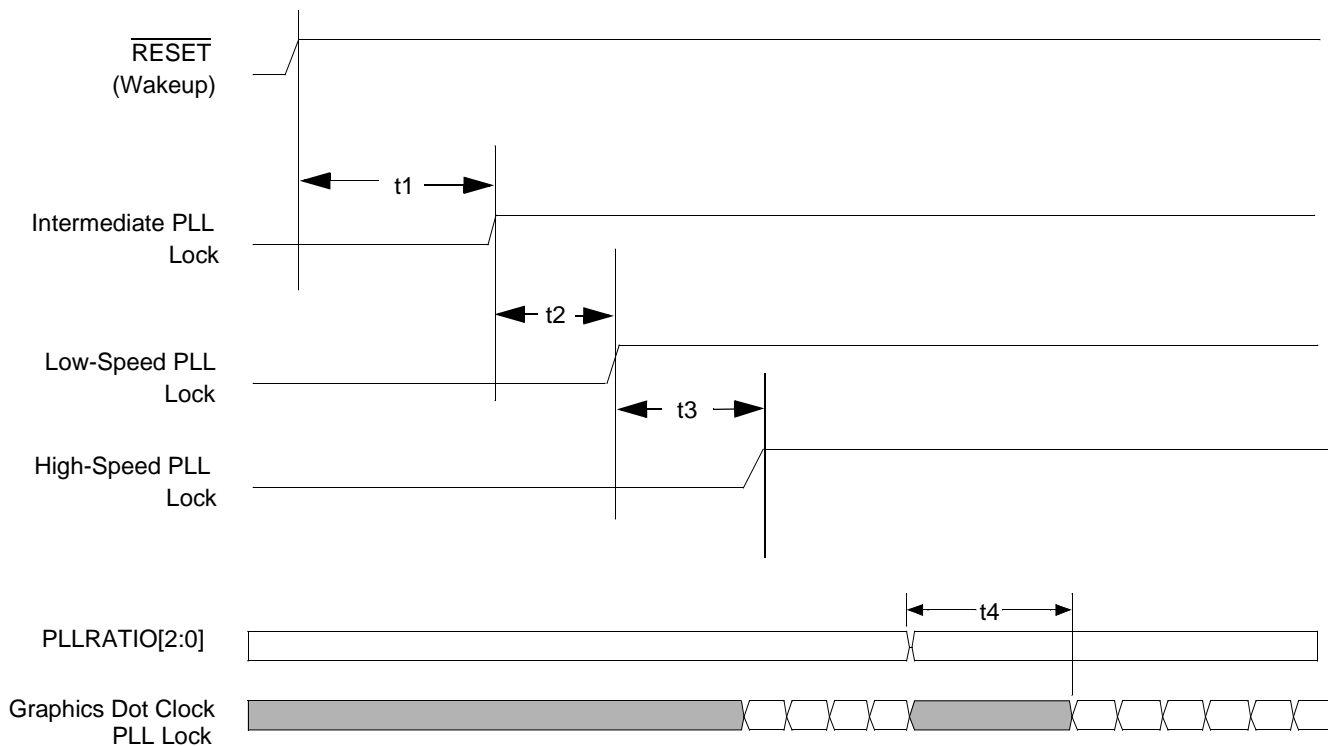 RESET
(Wakeup)
t1
Intermediate PLL
Lock
t2
Low-Speed PLL
Lock
t3
High-Speed PLL
Lock
t4
PLLRATIO[2:0]
Graphics Dot Clock
PLL Lock